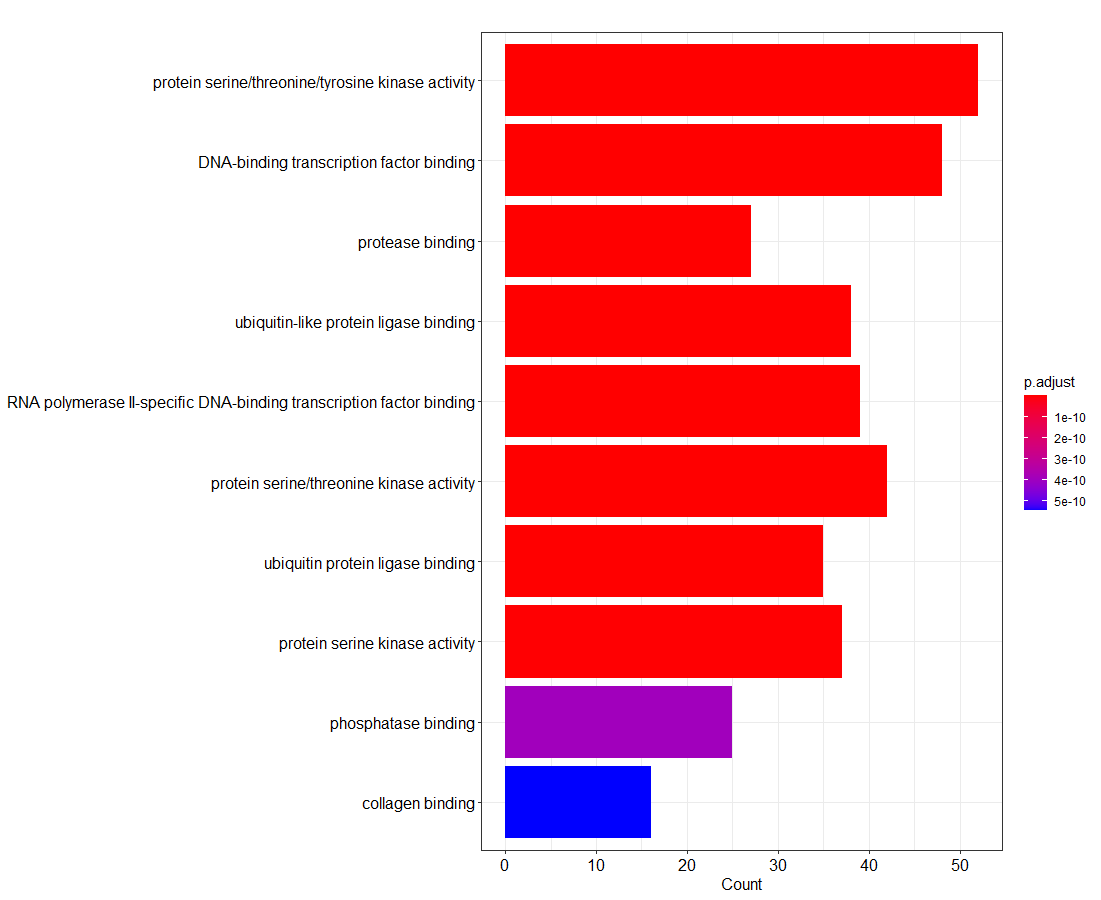 protein serine/threonine/tyrosine kinase activity
DNA-binding transcription factor binding
protease binding
ubiquitin-like protein ligase binding
RNA polymerase II-specific DNA-binding transcription factor binding
protein serine/threonine kinase activity
ubiquitin protein ligase binding
protein serine kinase activity
phosphatase binding
collagen binding
0 10 20 30 40 50
Count
p.adjust
1e-10
2e-10
3e-10
4e-10
5e-10